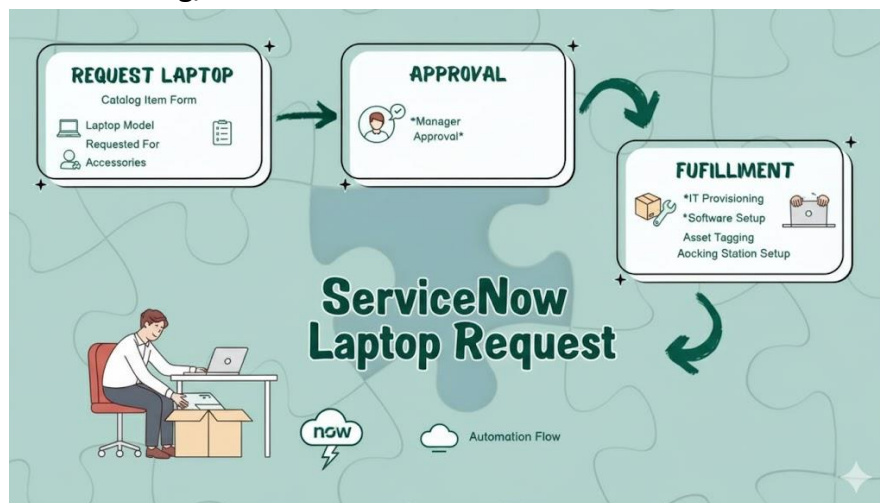 REQUEST LAPTOP
Catalog Item Form
Laptop Model
Requested For
Accessories
APPROVAL
*Manager
Approval*
FUFILLMENT
*IT Provisioning
*Software Setup
Asset Tagging
Aocking Station Setup
ServiceNow
Laptop Request
now
Automation Flow